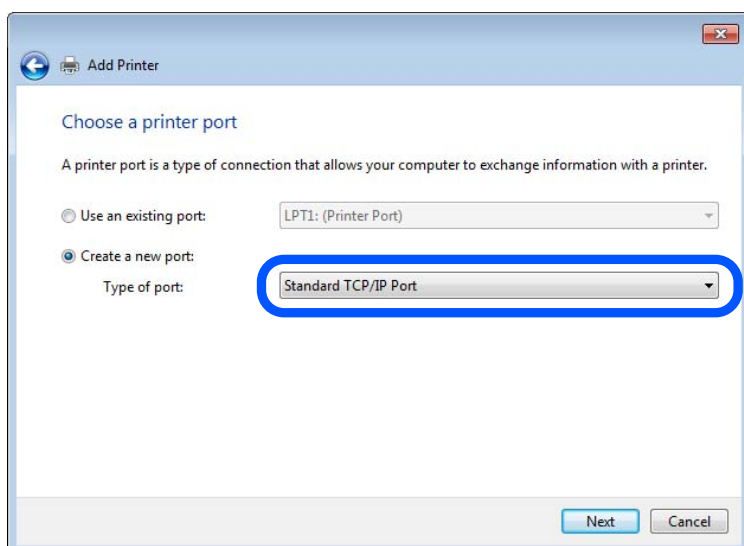 Add Printer
Choose a printer port
A printer port is a type of connection that allows your computer to exchange information with a printer.
Use an existing port: LPT1: (Printer Port)
Create a new port:
Type of port: Standard TCP/IP Port
Next Cancel